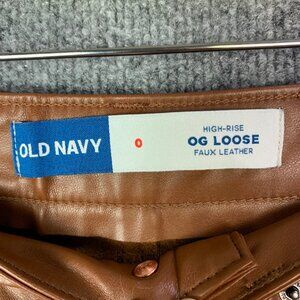 OLD NAVY
0
HIGH-RISE
OG LOOSE
FAUX LEATHER